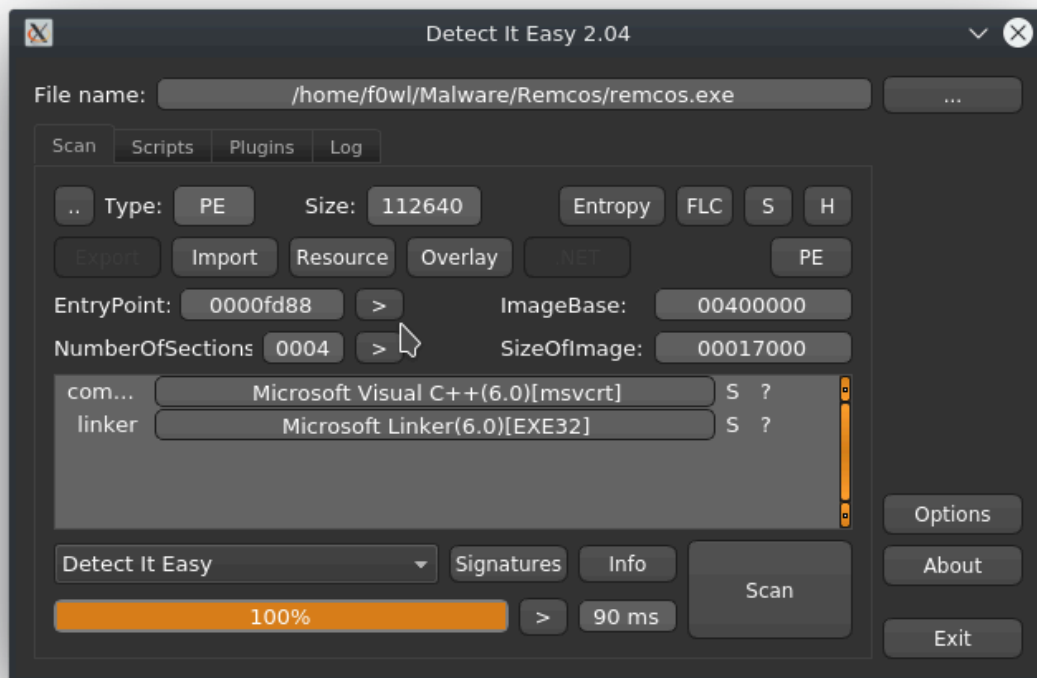 Detect It Easy 2.04
File name: /home/f0wl/Malware/Remcos/remcos.exe ...
Scan Scripts Plugins Log
.. Type: PE Size: 112640 Entropy FLC S H
Export Import Resource Overlay .NET PE
EntryPoint: 0000fd88 > ImageBase: 00400000
NumberOfSections 0004 > SizeOfImage: 00017000
com... Microsoft Visual C++(6.0)[msvcrt] S ?
linker Microsoft Linker(6.0)[EXE32] S ?
Options
Detect It Easy Signatures Info Scan About
100% > 90 ms
Exit